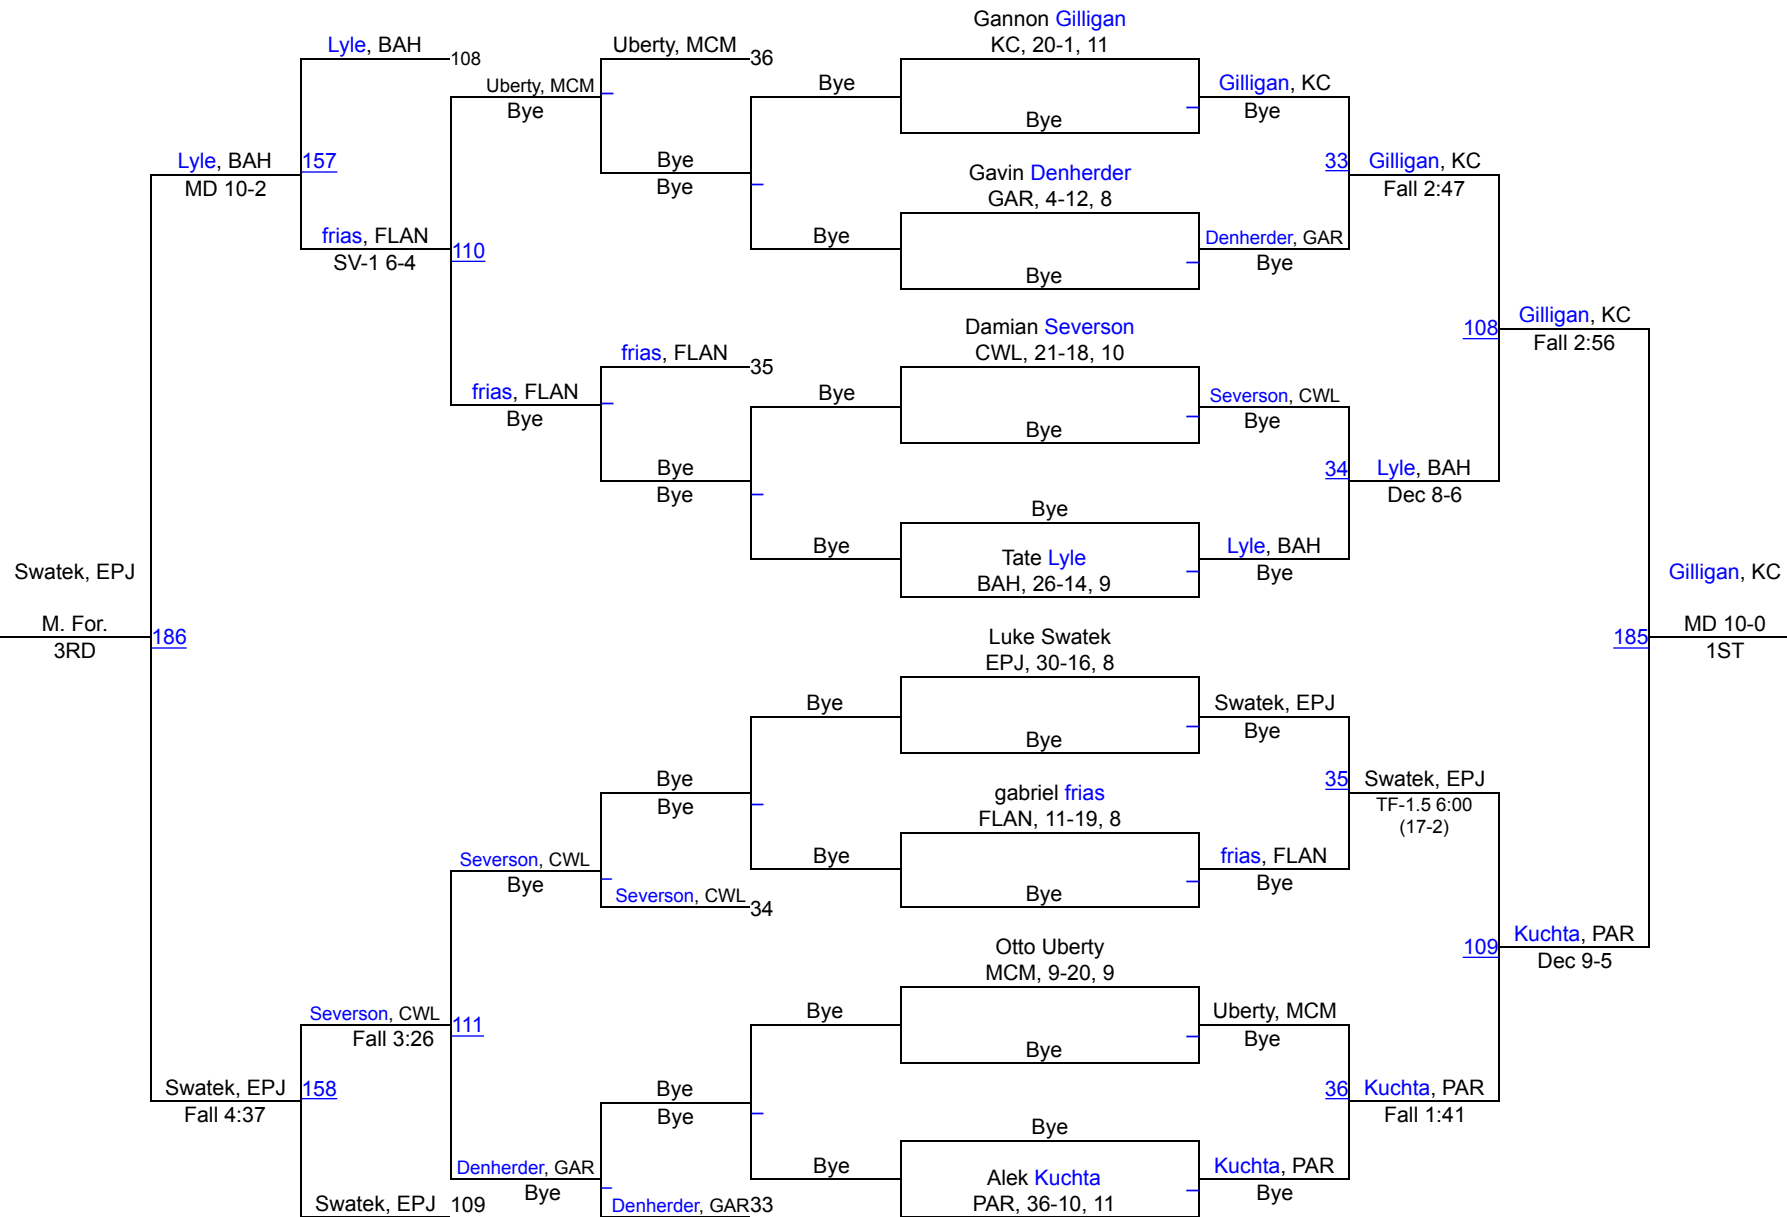 Gannon Gilligan
KC, 20-1, 11
Lyle, BAH
108
Uberty, MCM
36
Uberty, MCM
Bye
Bye
Gilligan, KC
Bye
Bye
Lyle, BAH
157
MD 10-2
Bye
Bye
Gavin Denherder
GAR, 4-12, 8
33
Gilligan, KC
Fall 2:47
frias, FLAN
SV-1 6-4
110
Bye
Denherder, GAR
Bye
Bye
Damian Severson
CWL, 21-18, 10
108
Gilligan, KC
Fall 2:56
frias, FLAN
35
frias, FLAN
Bye
Bye
Severson, CWL
Bye
Bye
Bye
Bye
34
Lyle, BAH
Dec 8-6
Bye
Bye
Tate Lyle
BAH, 26-14, 9
Lyle, BAH
Bye
Swatek, EPJ
M. For.
3RD
186
Gilligan, KC
185
MD 10-0
1ST
Luke Swatek
EPJ, 30-16, 8
Bye
Swatek, EPJ
Bye
Bye
Bye
Bye
gabriel frias
FLAN, 11-19, 8
35
Swatek, EPJ
TF-1.5 6:00
(17-2)
Severson, CWL
Bye
Bye
frias, FLAN
Bye
Severson, CWL
34
Bye
Otto Uberty
MCM, 9-20, 9
109
Kuchta, PAR
Dec 9-5
Severson, CWL
Fall 3:26
111
Bye
Uberty, MCM
Bye
Bye
Swatek, EPJ
Fall 4:37
158
Bye
Bye
36
Kuchta, PAR
Fall 1:41
Bye
Denherder, GAR
Bye
Bye
Alek Kuchta
PAR, 36-10, 11
Kuchta, PAR
Bye
Swatek, EPJ
109
Denherder, GAR
33